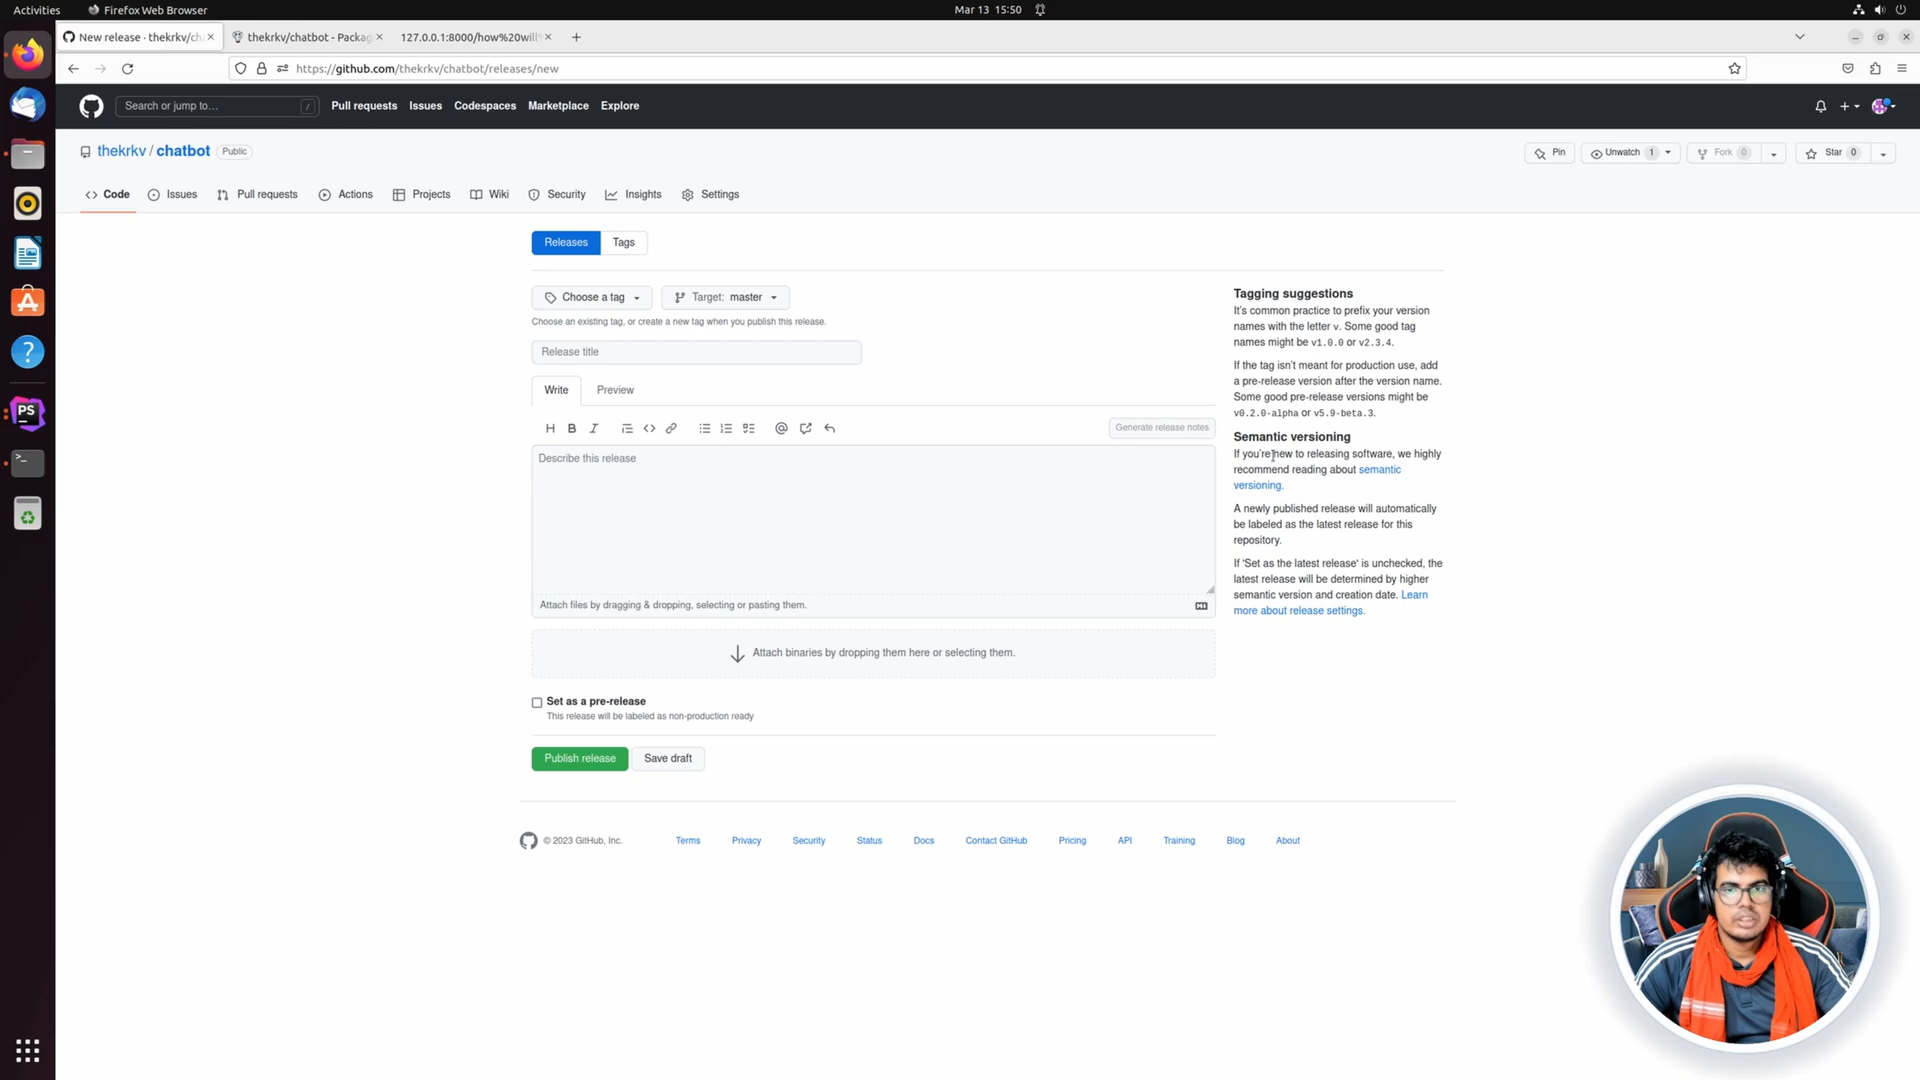 Activities Firefox Web Browser Mar 13 15:50
New release · thekrkv/ch thekrkv/chatbot - Packag 127.0.0.1:8000/how%20will
https://github.com/thekrkv/chatbot/releases/new
Search or jump to... / Pull requests Issues Codespaces Marketplace Explore
thekrkv / chatbot Public Pin Unwatch 1 Fork 0 Star 0
Code Issues Pull requests Actions Projects Wiki Security Insights Settings
Releases Tags
Choose a tag Target: master
Choose an existing tag, or create a new tag when you publish this release.
Release title
Write Preview
H B I Generate release notes
Describe this release
Attach files by dragging & dropping, selecting or pasting them.
Attach binaries by dropping them here or selecting them.
Set as a pre-release
This release will be labeled as non-production ready
Publish release Save draft
Tagging suggestions
It's common practice to prefix your version
names with the letter v. Some good tag
names might be v1.0.0 or v2.3.4.
If the tag isn't meant for production use, add
a pre-release version after the version name.
Some good pre-release versions might be
v0.2.0-alpha or v5.9-beta.3.
Semantic versioning
If you're new to releasing software, we highly
recommend reading about semantic
versioning.
A newly published release will automatically
be labeled as the latest release for this
repository.
If 'Set as the latest release' is unchecked, the
latest release will be determined by higher
semantic version and creation date. Learn
more about release settings.
© 2023 GitHub, Inc. Terms Privacy Security Status Docs Contact GitHub Pricing API Training Blog About
PS